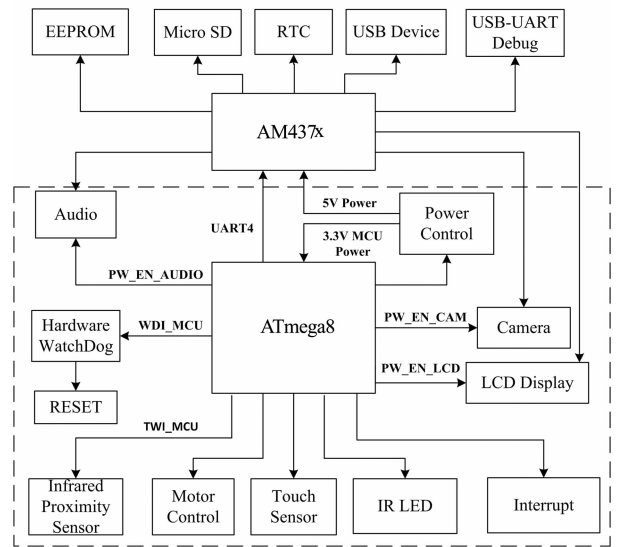 EEPROM
Micro SD
RTC
USB Device
USB-UART
Debug
AM437x
Audio
UART4
5V Power
3.3V MCU
Power
Power
Control
PW_EN_AUDIO
ATmega8
Hardware
WatchDog
WDI_MCU
PW_EN_CAM
Camera
RESET
PW_EN_LCD
LCD Display
TWI_MCU
Infrared
Proximity
Sensor
Motor
Control
Touch
Sensor
IR LED
Interrupt